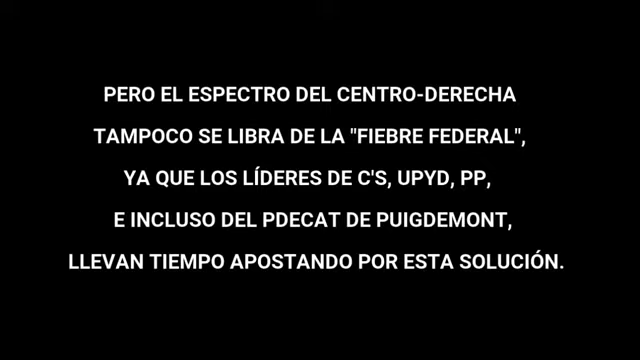 PERO EL ESPECTRO DEL CENTRO-DERECHA
TAMPOCO SE LIBRA DE LA "FIEBRE FEDERAL",
YA QUE LOS LÍDERES DE C'S, UPYD, PP,
E INCLUSO DEL PDECAT DE PUIGDEMONT,
LLEVAN TIEMPO APOSTANDO POR ESTA SOLUCIÓN.